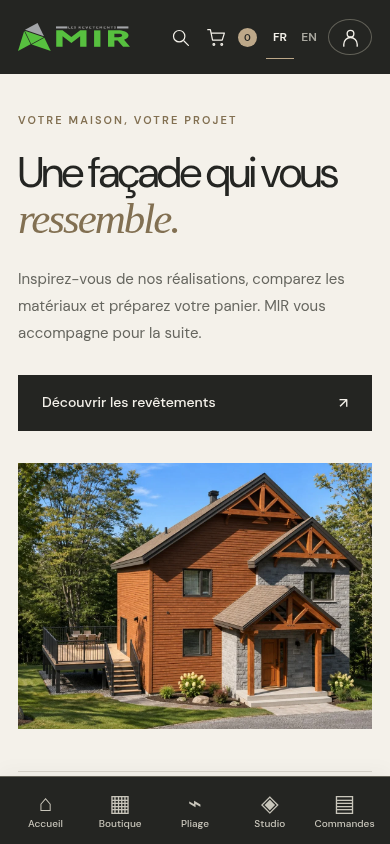 LES REVÊTEMENTS
MIR
0
FR
EN
VOTRE MAISON, VOTRE PROJET
Une façade qui vous
ressemble.
Inspirez-vous de nos réalisations, comparez les
matériaux et préparez votre panier. MIR vous
accompagne pour la suite.
Découvrir les revêtements
Accueil
Boutique
Pliage
Studio
Commandes